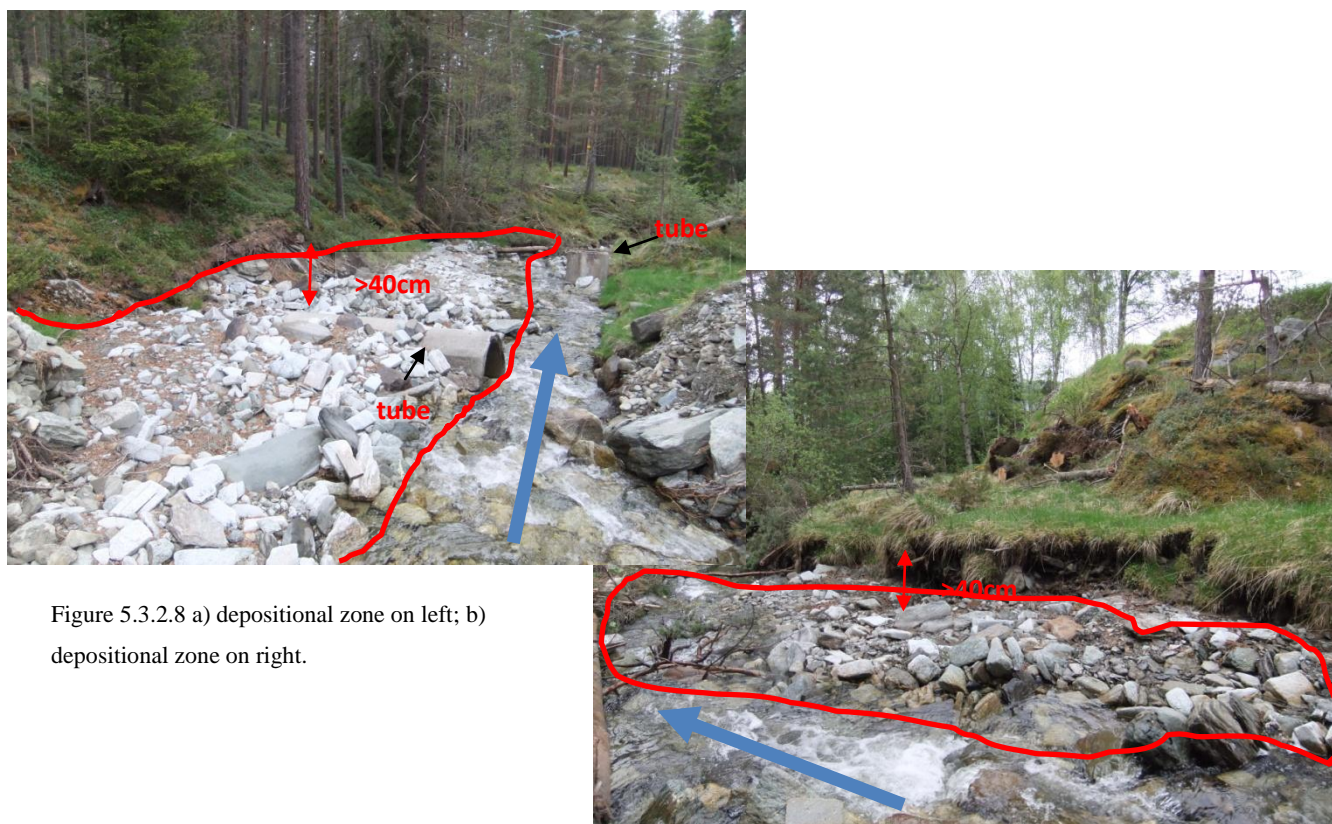 tube
>40cm
tube
>40cm
Figure 5.3.2.8 a) depositional zone on left; b)
depositional zone on right.